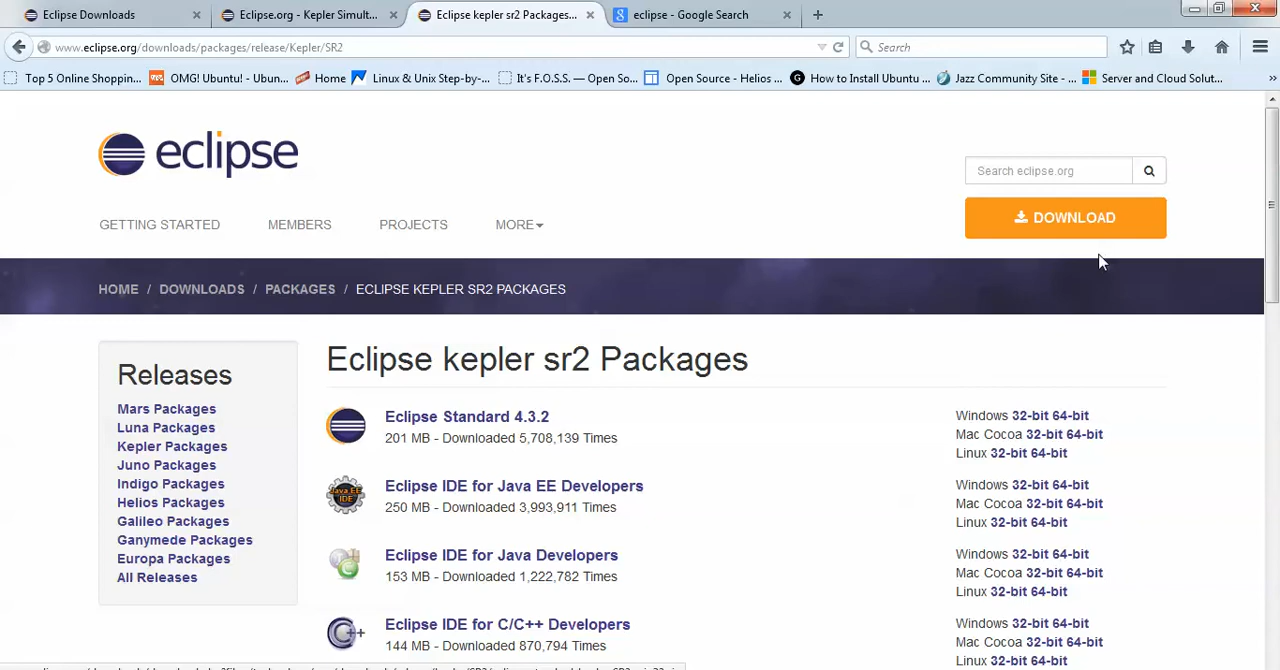 Eclipse Downloads
Eclipse.org - Kepler Simult...
Eclipse kepler sr2 Packages...
eclipse - Google Search
www.eclipse.org/downloads/packages/release/Kepler/SR2
Search
Top 5 Online Shoppin...
OMG! Ubuntu! - Ubun...
Home
Linux & Unix Step-by-...
It's F.O.S.S. — Open So...
Open Source - Helios ...
How to Install Ubuntu ...
Jazz Community Site - ...
Server and Cloud Solut...
eclipse
Search eclipse.org
DOWNLOAD
GETTING STARTED
MEMBERS
PROJECTS
MORE
HOME / DOWNLOADS / PACKAGES / ECLIPSE KEPLER SR2 PACKAGES
Releases
Mars Packages
Luna Packages
Kepler Packages
Juno Packages
Indigo Packages
Helios Packages
Galileo Packages
Ganymede Packages
Europa Packages
All Releases
Eclipse kepler sr2 Packages
Eclipse Standard 4.3.2
201 MB - Downloaded 5,708,139 Times
Windows 32-bit 64-bit
Mac Cocoa 32-bit 64-bit
Linux 32-bit 64-bit
Java EE
IDE
Eclipse IDE for Java EE Developers
250 MB - Downloaded 3,993,911 Times
Windows 32-bit 64-bit
Mac Cocoa 32-bit 64-bit
Linux 32-bit 64-bit
Eclipse IDE for Java Developers
153 MB - Downloaded 1,222,782 Times
Windows 32-bit 64-bit
Mac Cocoa 32-bit 64-bit
Linux 32-bit 64-bit
C++
Eclipse IDE for C/C++ Developers
144 MB - Downloaded 870,794 Times
Windows 32-bit 64-bit
Mac Cocoa 32-bit 64-bit
Linux 32-bit 64-bit